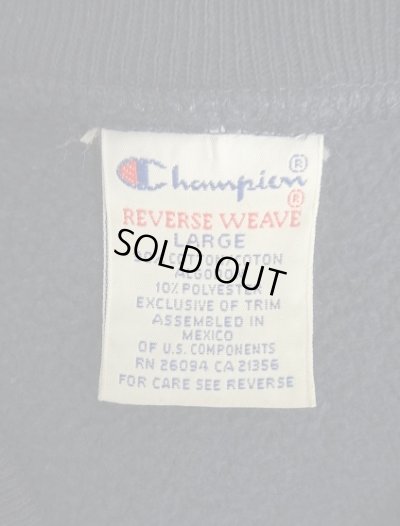 Champion®
REVERSE WEAVE®
LARGE
SOLD OUT
10% POLYESTER
EXCLUSIVE OF TRIM
ASSEMBLED IN
MEXICO
OF U.S. COMPONENTS
RN 26094 CA 21356
FOR CARE SEE REVERSE